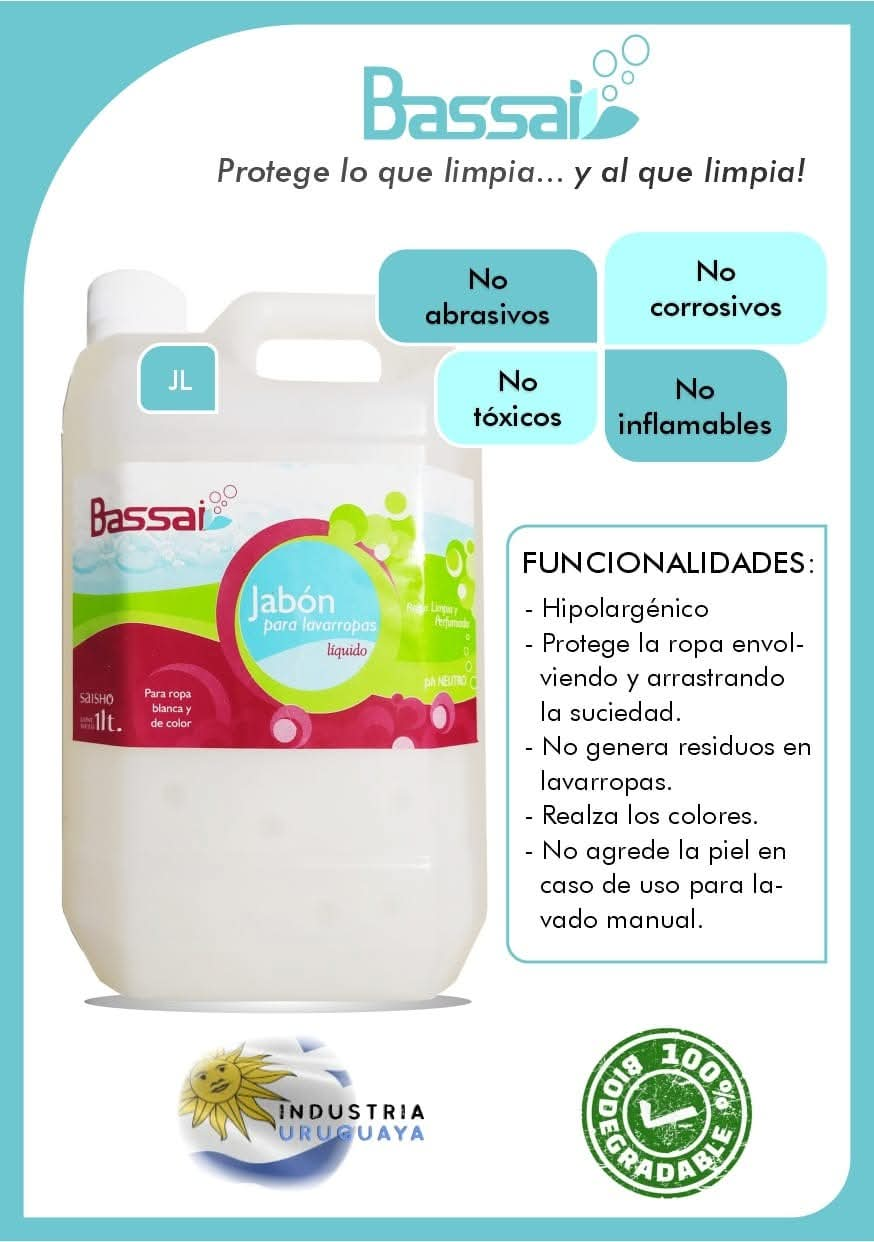 Bassai
Protege lo que limpia... y al que limpia!
No
abrasivos
No
corrosivos
No
tóxicos
No
inflamables
JL
Bassai
Jabón
para lavarropas
líquido
Limpia y
Perfumada
ph NEUTRO
saisho
1lt.
Para ropa
blanca y
de color
FUNCIONALIDADES:
- Hipolargénico
- Protege la ropa envol-
viendo y arrastrando
la suciedad.
- No genera residuos en
lavarropas.
- Realza los colores.
- No agrede la piel en
caso de uso para la-
vado manual.
INDUSTRIA
URUGUAYA
100%
BIODEGRADABLE